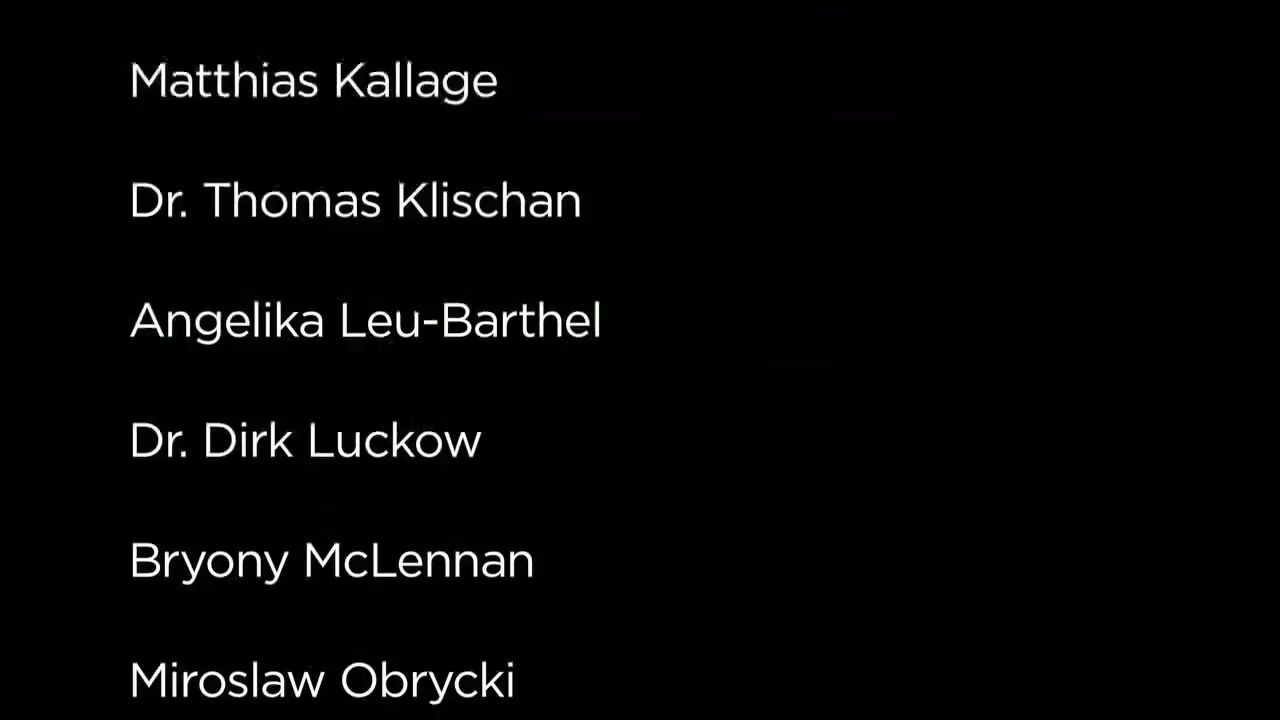 Matthias Kallage
Dr. Thomas Klischan
Angelika Leu-Barthel
Dr. Dirk Luckow
Bryony McLennan
Miroslaw Obrycki